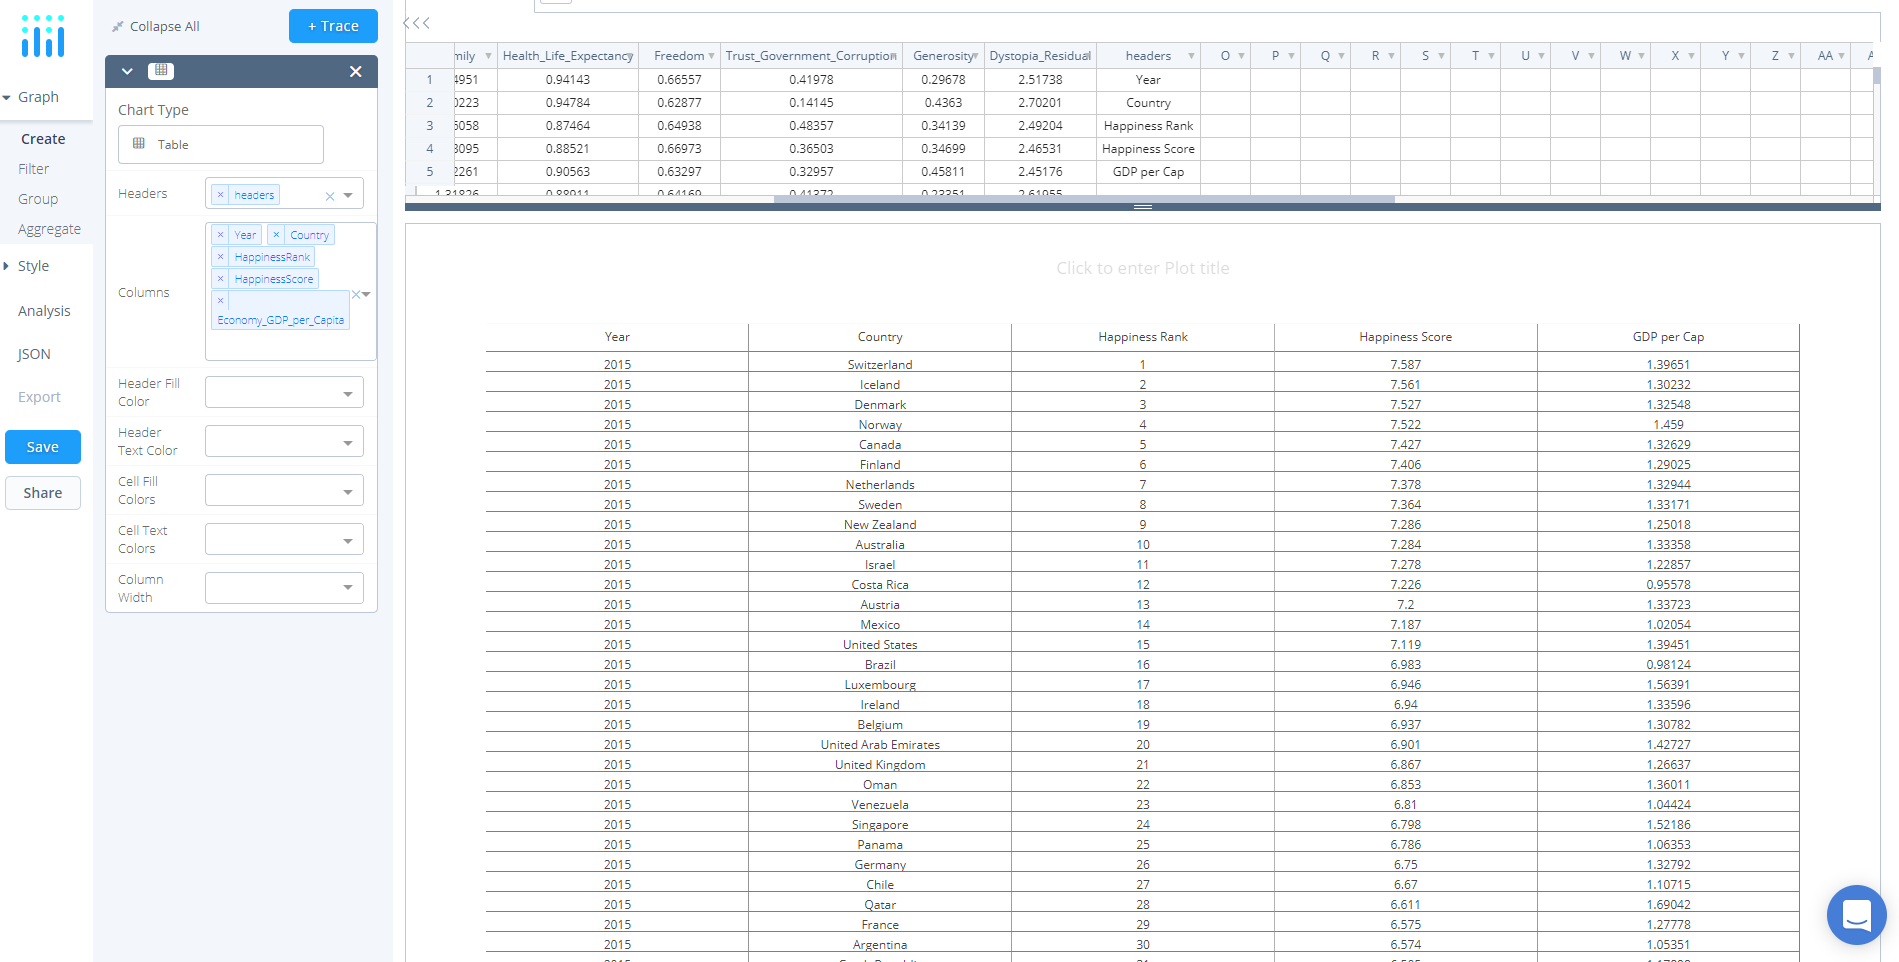 Collapse All
+ Trace
Graph
Create
Filter
Group
Aggregate
Style
Analysis
JSON
Export
Save
Share
Chart Type
Table
Headers
× headers
Columns
× Year × Country
× HappinessRank
× HappinessScore
×
Economy_GDP_per_Capita
Header Fill
Color
Header
Text Color
Cell Fill
Colors
Cell Text
Colors
Column
Width
Health_Life_Expectancy Freedom Trust_Government_Corruption Generosity Dystopia_Residual headers O P Q R S T U V W X Y Z AA
1 4951 0.94143 0.66557 0.41978 0.29678 2.51738 Year
2 0223 0.94784 0.62877 0.14145 0.4363 2.70201 Country
3 6058 0.87464 0.64938 0.48357 0.34139 2.49204 Happiness Rank
4 3095 0.88521 0.66973 0.36503 0.34699 2.46531 Happiness Score
5 2261 0.90563 0.63297 0.32957 0.45811 2.45176 GDP per Cap
1.31826 0.88911 0.64169 0.41372 0.23351 2.61955
Click to enter Plot title
Year Country Happiness Rank Happiness Score GDP per Cap
2015 Switzerland 1 7.587 1.39651
2015 Iceland 2 7.561 1.30232
2015 Denmark 3 7.527 1.32548
2015 Norway 4 7.522 1.459
2015 Canada 5 7.427 1.32629
2015 Finland 6 7.406 1.29025
2015 Netherlands 7 7.378 1.32944
2015 Sweden 8 7.364 1.33171
2015 New Zealand 9 7.286 1.25018
2015 Australia 10 7.284 1.33358
2015 Israel 11 7.278 1.22857
2015 Costa Rica 12 7.226 0.95578
2015 Austria 13 7.2 1.33723
2015 Mexico 14 7.187 1.02054
2015 United States 15 7.119 1.39451
2015 Brazil 16 6.983 0.98124
2015 Luxembourg 17 6.946 1.56391
2015 Ireland 18 6.94 1.33596
2015 Belgium 19 6.937 1.30782
2015 United Arab Emirates 20 6.901 1.42727
2015 United Kingdom 21 6.867 1.26637
2015 Oman 22 6.853 1.36011
2015 Venezuela 23 6.81 1.04424
2015 Singapore 24 6.798 1.52186
2015 Panama 25 6.786 1.06353
2015 Germany 26 6.75 1.32792
2015 Chile 27 6.67 1.10715
2015 Qatar 28 6.611 1.69042
2015 France 29 6.575 1.27778
2015 Argentina 30 6.574 1.05351